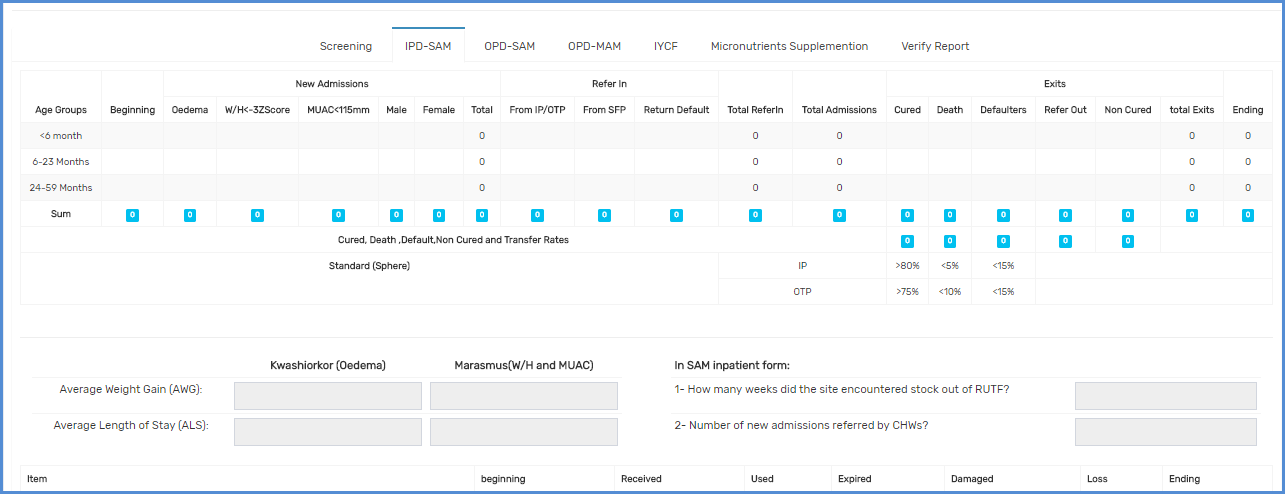 Screening IPD-SAM OPD-SAM OPD-MAM IYCF Micronutrients Supplemention Verify Report
New Admissions Refer In Exits
Age Groups Beginning Oedema W/H<-3ZScore MUAC<115mm Male Female Total From IP/OTP From SFP Return Default Total ReferIn Total Admissions Cured Death Defaulters Refer Out Non Cured total Exits Ending
<6 month 0 0 0 0 0
6-23 Months 0 0 0 0 0
24-59 Months 0 0 0 0 0
Sum 0 0 0 0 0 0 0 0 0 0 0 0 0 0 0 0 0 0 0
Cured, Death ,Default,Non Cured and Transfer Rates 0 0 0 0 0
Standard (Sphere) IP >80% <5% <15%
OTP >75% <10% <15%
Kwashiorkor (Oedema) Marasmus(W/H and MUAC) In SAM inpatient form:
Average Weight Gain (AWG): 1- How many weeks did the site encountered stock out of RUTF?
Average Length of Stay (ALS): 2- Number of new admissions referred by CHWs?
Item beginning Received Used Expired Damaged Loss Ending